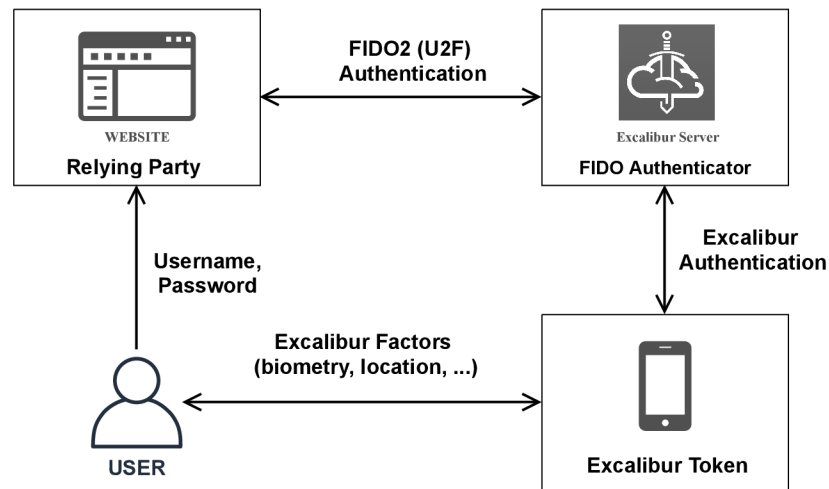 FIDO2 (U2F)
Authentication
WEBSITE
Relying Party
Excalibur Server
FIDO Authenticator
Username,
Password
Excalibur
Authentication
Excalibur Factors
(biometry, location, ...)
USER
Excalibur Token